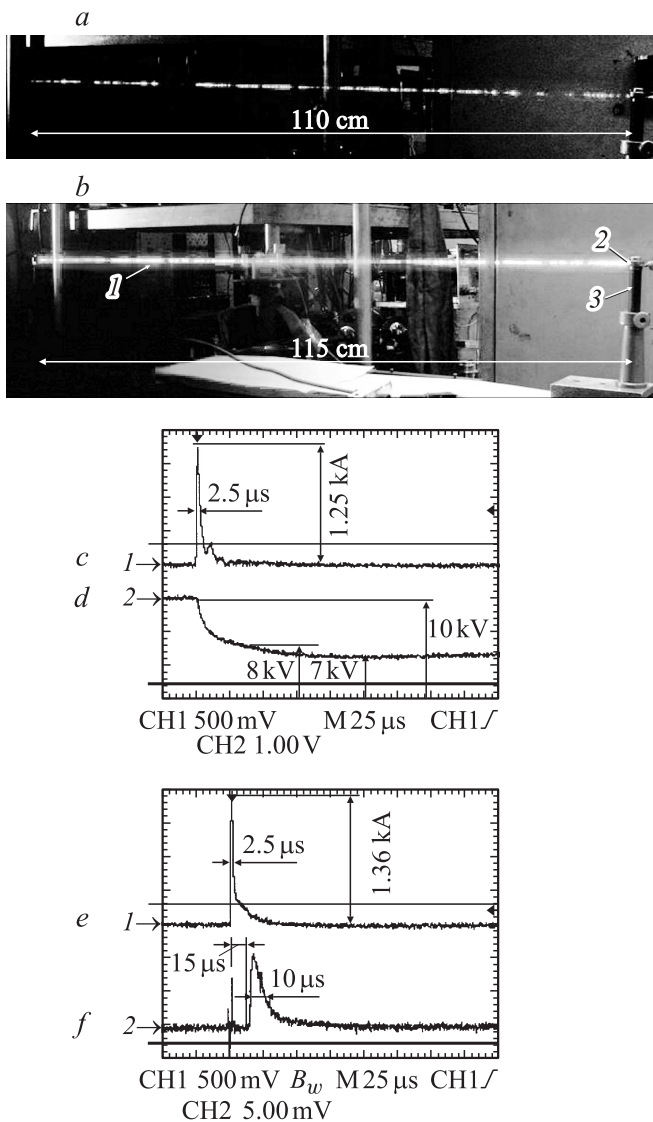 a
110 cm
b
1
2
3
115 cm
2.5 μs
1.25 kA
c 1
d 2
10 kV
8 kV 7 kV
CH1 500 mV M 25 μs CH1
CH2 1.00 V
2.5 μs
1.36 kA
e 1
15 μs
10 μs
f 2
CH1 500 mV Bw M 25 μs CH1
CH2 5.00 mV